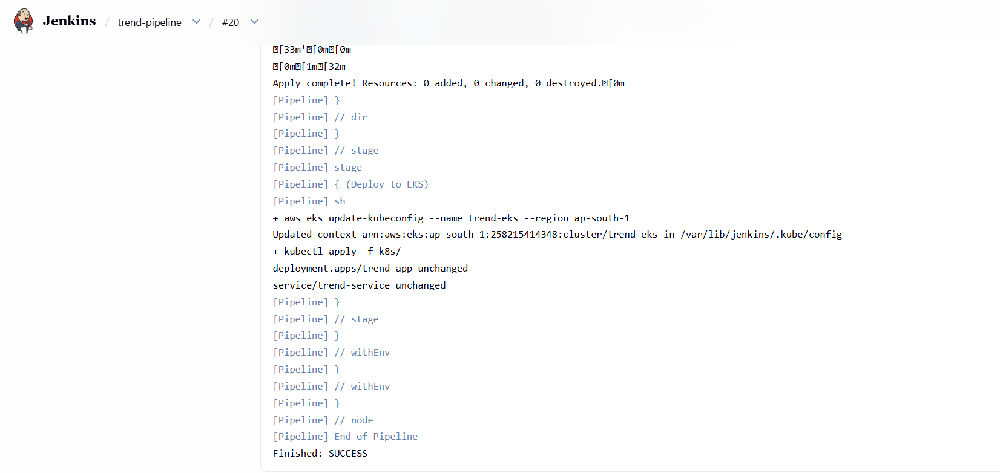 Jenkins / trend-pipeline / #20
[33m'[0m[0m
[0m[1m[32m
Apply complete! Resources: 0 added, 0 changed, 0 destroyed.[0m
[Pipeline] }
[Pipeline] // dir
[Pipeline] }
[Pipeline] // stage
[Pipeline] stage
[Pipeline] { (Deploy to EKS)
[Pipeline] sh
+ aws eks update-kubeconfig --name trend-eks --region ap-south-1
Updated context arn:aws:eks:ap-south-1:258215414348:cluster/trend-eks in /var/lib/jenkins/.kube/config
+ kubectl apply -f k8s/
deployment.apps/trend-app unchanged
service/trend-service unchanged
[Pipeline] }
[Pipeline] // stage
[Pipeline] }
[Pipeline] // withEnv
[Pipeline] }
[Pipeline] // withEnv
[Pipeline] }
[Pipeline] // node
[Pipeline] End of Pipeline
Finished: SUCCESS